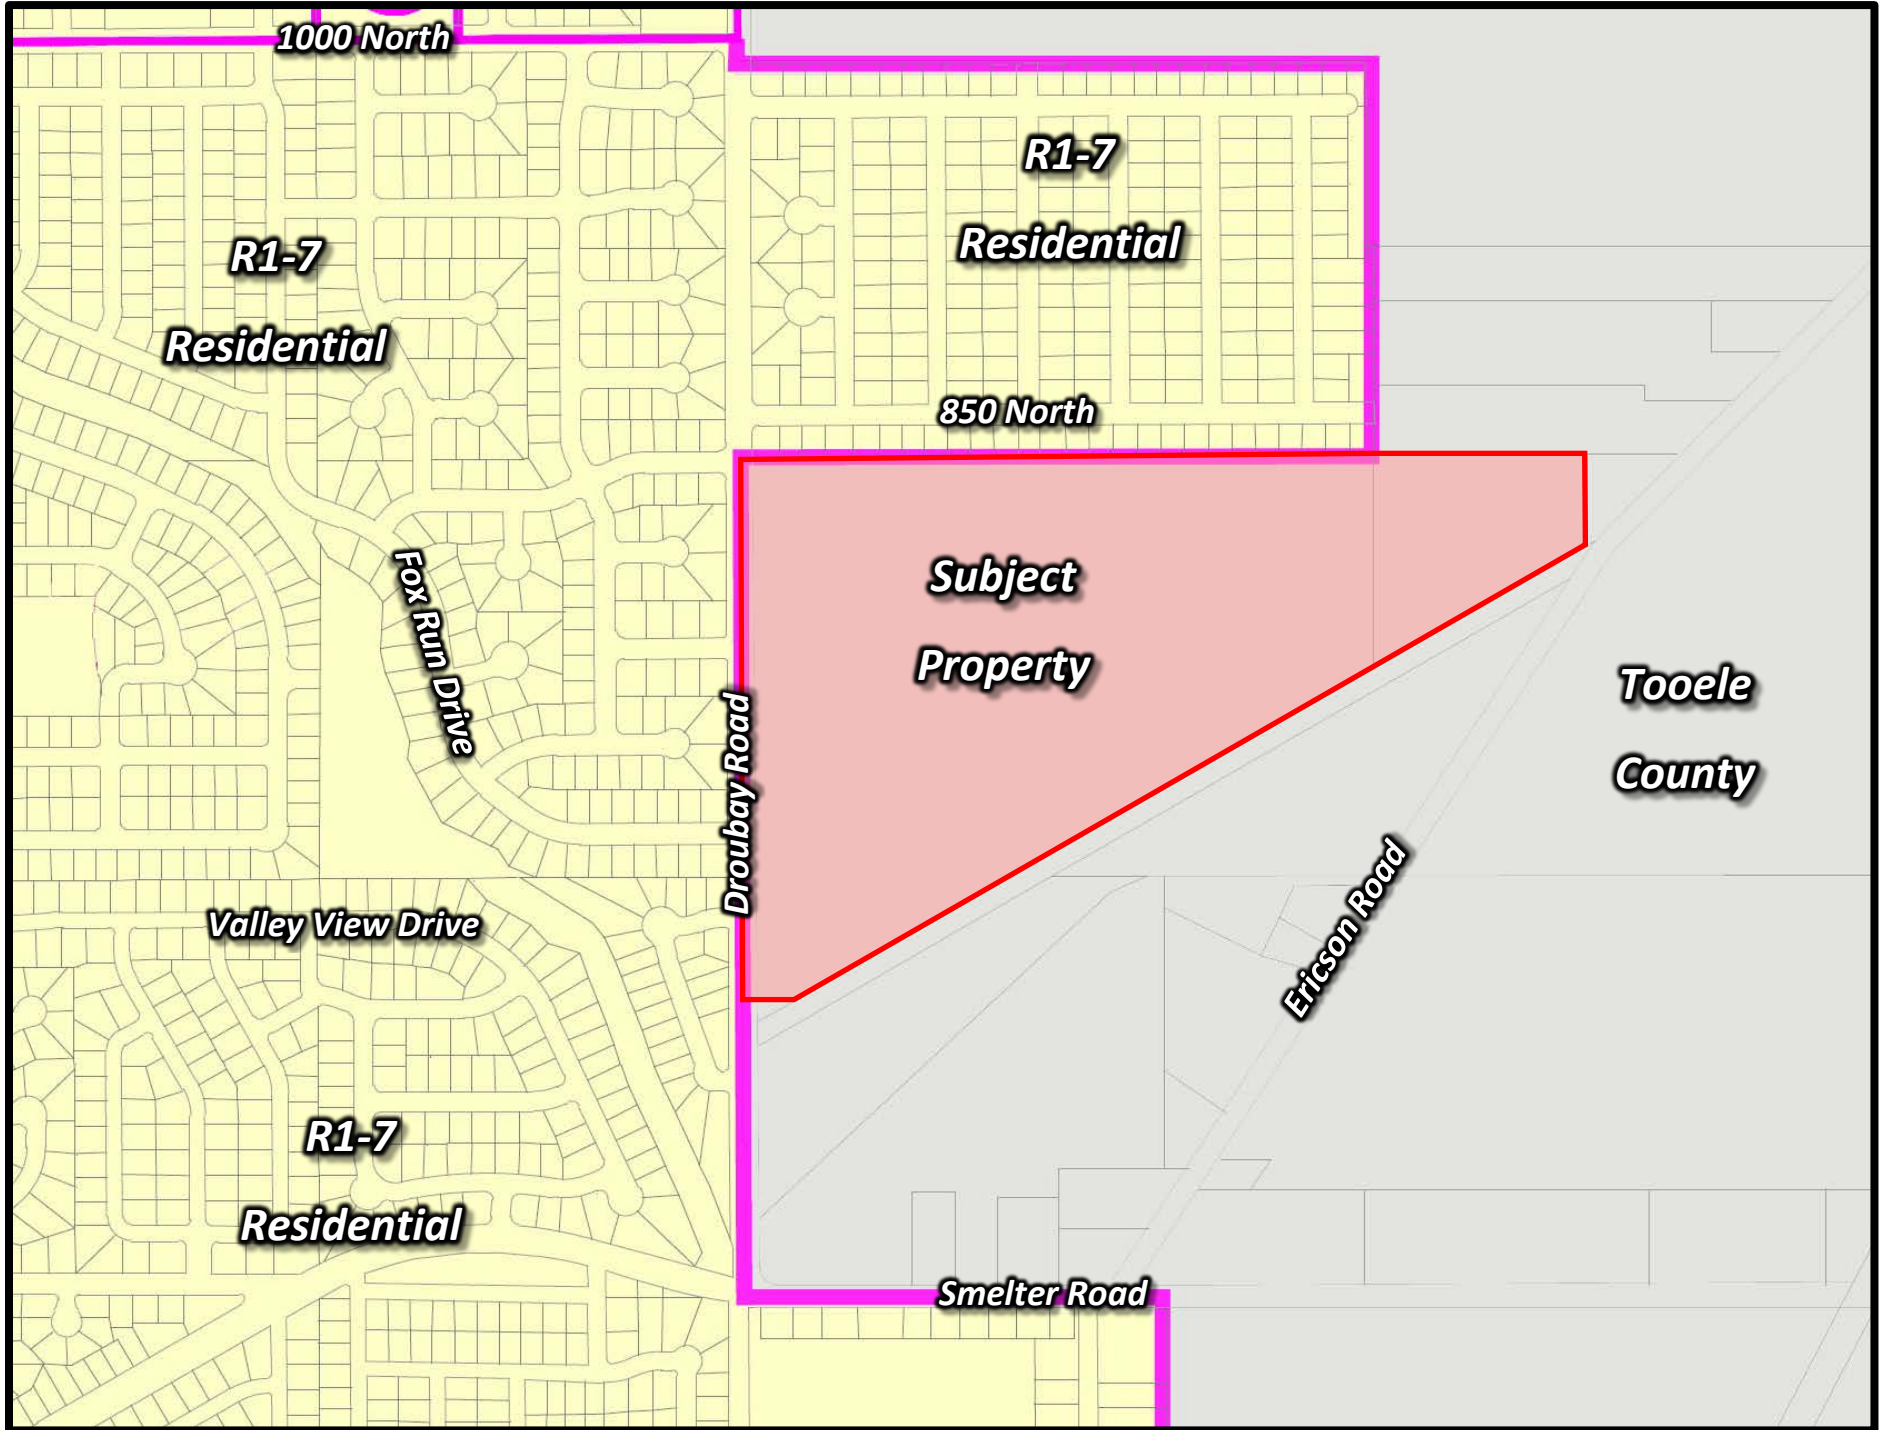 1000 North
R1-7
Residential
R1-7
Residential
850 North
Subject
Property
Fox Run Drive
Droubay Road
Tooele
County
Ericson Road
Valley View Drive
R1-7
Residential
Smelter Road